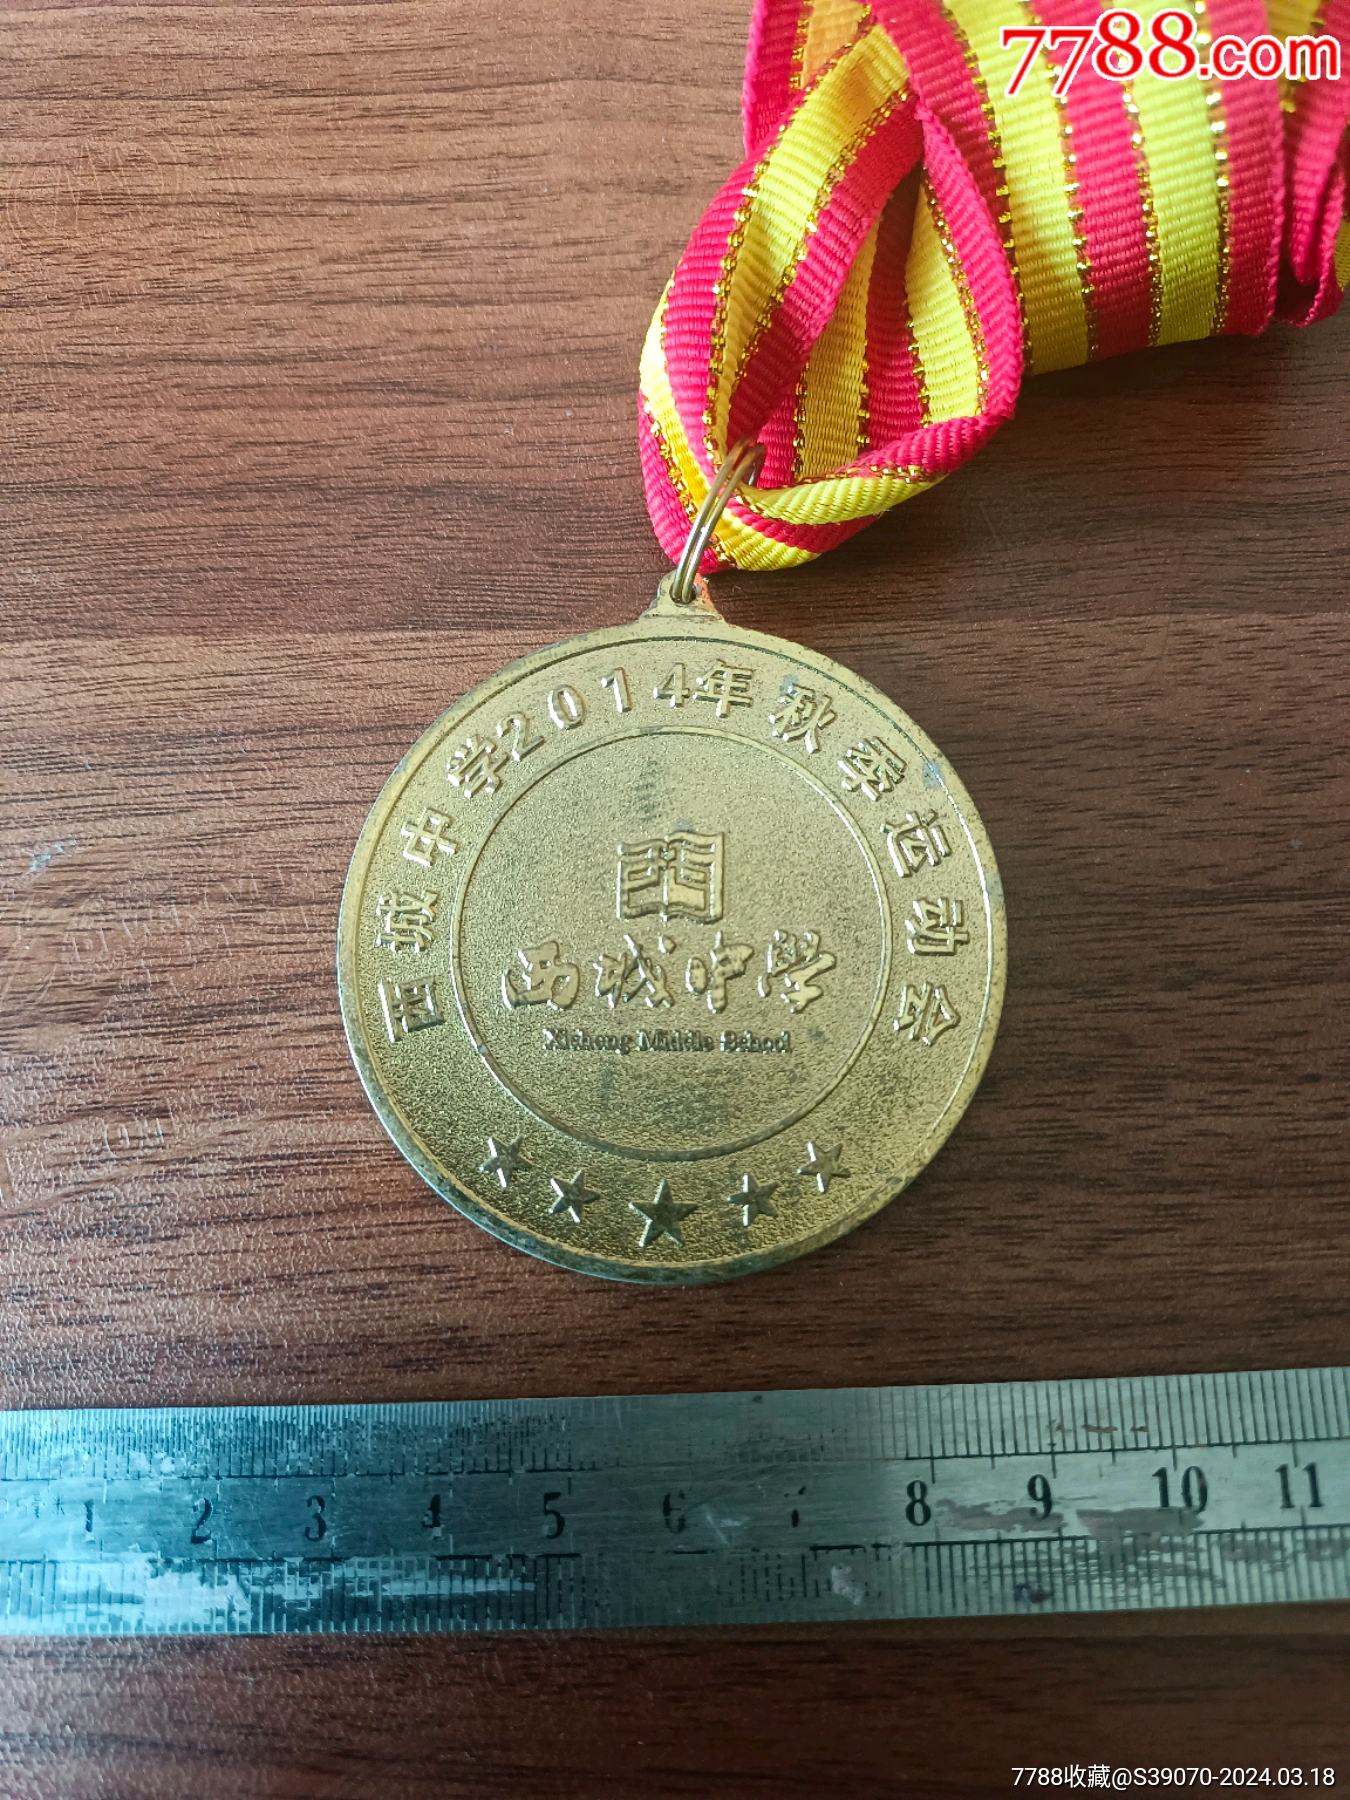 7788.com
西城中学2014年秋季运动会
西城中学
Xicheng Middle School
1 2 3 4 5 6 7 8 9 10 11
7788收藏@S39070-2024.03.18